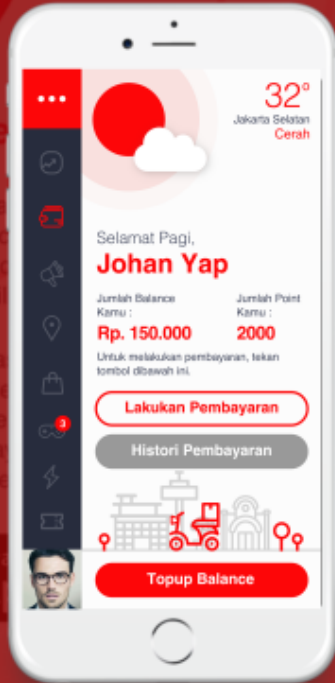 32°
Jakarta Selatan
Cerah
Selamat Pagi,
Johan Yap
Jumlah Balance
Kamu :
Rp. 150.000
Jumlah Point
Kamu :
2000
Untuk melakukan pembayaran, tekan
tombol dibawah ini.
Lakukan Pembayaran
Histori Pembayaran
3
Topup Balance